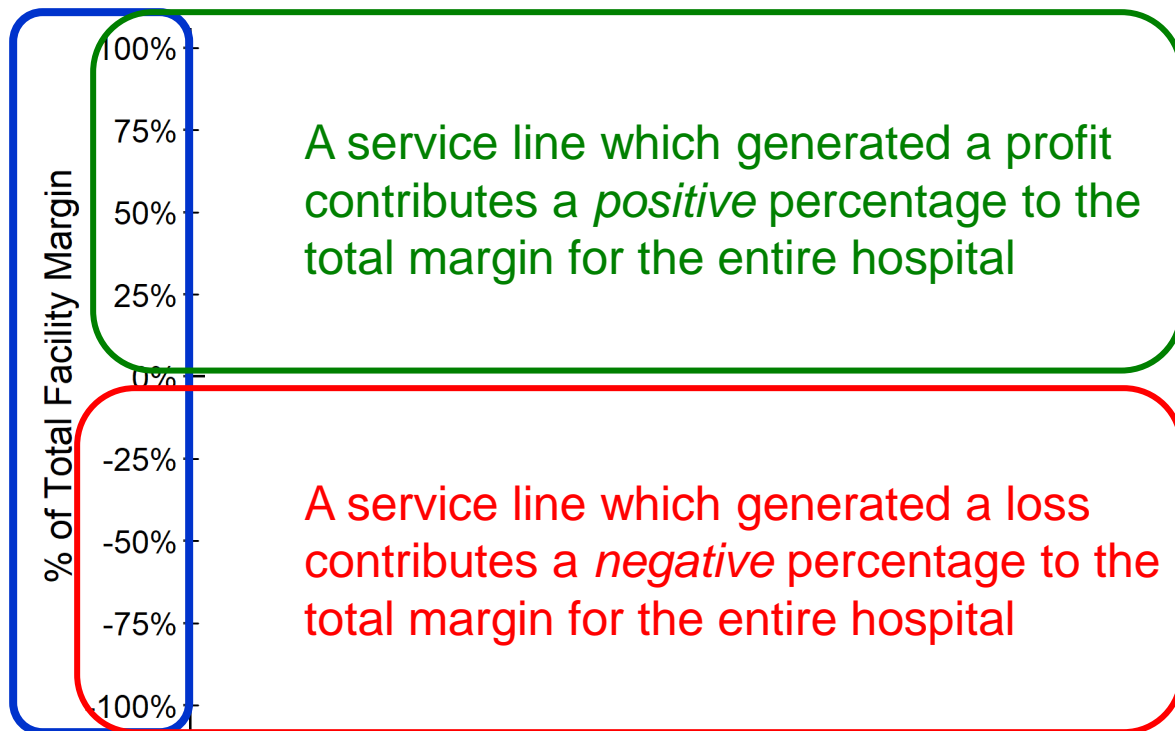 % of Total Facility Margin
100%
75%
50%
25%
0%
-25%
-50%
-75%
-100%
A service line which generated a profit
contributes a positive percentage to the
total margin for the entire hospital
A service line which generated a loss
contributes a negative percentage to the
total margin for the entire hospital